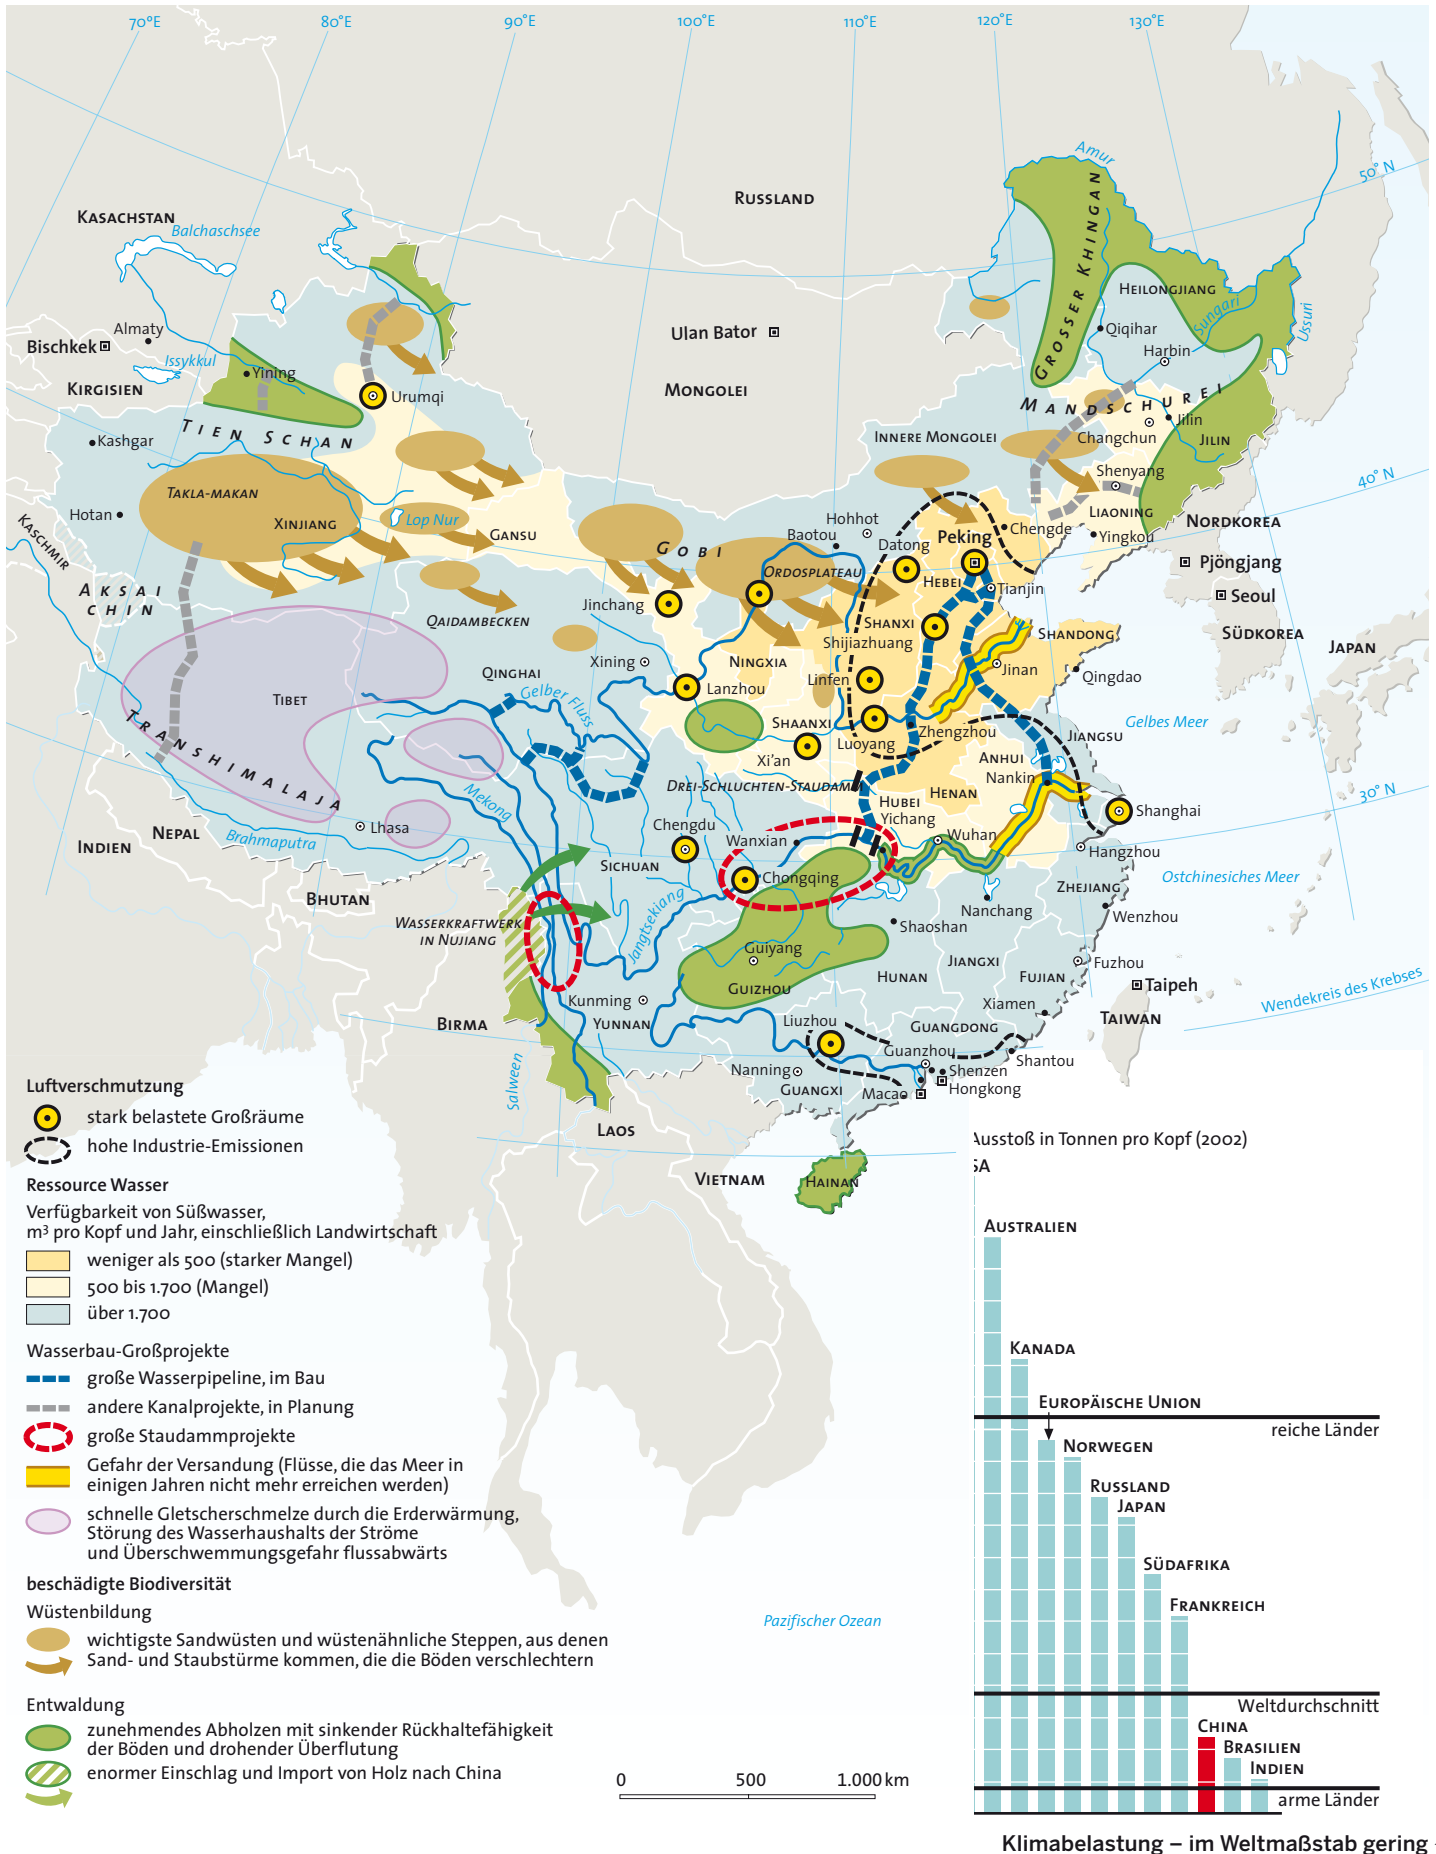 70°E
80°E
90°E
100°E
110°E
120°E
130°E
Amur
50° N
RUSSLAND
KASACHSTAN
Balchaschsee
GROSSER KHINGAN
HEILONGJIANG
Sungari
Ussuri
Almaty
Bischkek
Ulan Bator
Qiqihar
Harbin
Issykkul
Yining
KIRGISIEN
MONGOLEI
Urumqi
MANDSCHUREI
Jilin
TIEN SCHAN
INNERE MONGOLEI
Changchun
JILIN
Kashgar
Shenyang
40° N
TAKLA-MAKAN
Hotan
XINJIANG
Lop Nur
GANSU
Hohhot
LIAONING
NORDKOREA
Chengde
Yingkou
KASCHMIR
GOBI
Baotou
Datong
Peking
Pjöngjang
ORDOSPLATEAU
HEBEI
Tianjin
AKSAI
CHIN
Seoul
Jinchang
QAIDAMBECKEN
SHANXI
SHANDONG
SÜDKOREA
Shijiazhuang
JAPAN
Xining
NINGXIA
Jinan
QINGHAI
Linfen
Qingdao
Lanzhou
TIBET
Gelber Fluss
SHAANXI
Zhengzhou
Gelbes Meer
TRANSHIMALAJA
Luoyang
JIANGSU
Xi'an
ANHUI
Nankin
DREI-SCHLUCHTEN-STAUDAMM
HENAN
30° N
Mekong
HUBEI
Yichang
Shanghai
Lhasa
Chengdu
Wanxian
Wuhan
NEPAL
Brahmaputra
INDIEN
SICHUAN
Hangzhou
Chongqing
Ostchinesiches Meer
BHUTAN
ZHEJIANG
Jangtsekiang
Nanchang
Wenzhou
WASSERKRAFTWERK
IN NUJIANG
Shaoshan
Guiyang
JIANGXI
Fuzhou
HUNAN
FUJIAN
GUIZHOU
Taipeh
Wendekreis des Krebses
Kunming
Xiamen
BIRMA
YUNNAN
Liuzhou
GUANGDONG
TAIWAN
Guanzhou
Shantou
Nanning
Shenzen
Salween
GUANGXI
Macao
Hongkong
LAOS
VIETNAM
HAINAN
Pazifischer Ozean
Luftverschmutzung
stark belastete Großräume
hohe Industrie-Emissionen
Ressource Wasser
Verfügbarkeit von Süßwasser,
m³ pro Kopf und Jahr, einschließlich Landwirtschaft
weniger als 500 (starker Mangel)
500 bis 1.700 (Mangel)
über 1.700
Wasserbau-Großprojekte
große Wasserpipeline, im Bau
andere Kanalprojekte, in Planung
große Staudammprojekte
Gefahr der Versandung (Flüsse, die das Meer in
einigen Jahren nicht mehr erreichen werden)
schnelle Gletscherschmelze durch die Erderwärmung,
Störung des Wasserhaushalts der Ströme
und Überschwemmungsgefahr flussabwärts
beschädigte Biodiversität
Wüstenbildung
wichtigste Sandwüsten und wüstenähnliche Steppen, aus denen
Sand- und Staubstürme kommen, die die Böden verschlechtern
Entwaldung
zunehmendes Abholzen mit sinkender Rückhaltefähigkeit
der Böden und drohender Überflutung
enormer Einschlag und Import von Holz nach China
0 500 1.000 km
Ausstoß in Tonnen pro Kopf (2002)
SA
AUSTRALIEN
KANADA
EUROPÄISCHE UNION
reiche Länder
NORWEGEN
RUSSLAND
JAPAN
SÜDAFRIKA
FRANKREICH
Weltdurchschnitt
CHINA
BRASILIEN
INDIEN
arme Länder
Klimabelastung – im Weltmaßstab gering